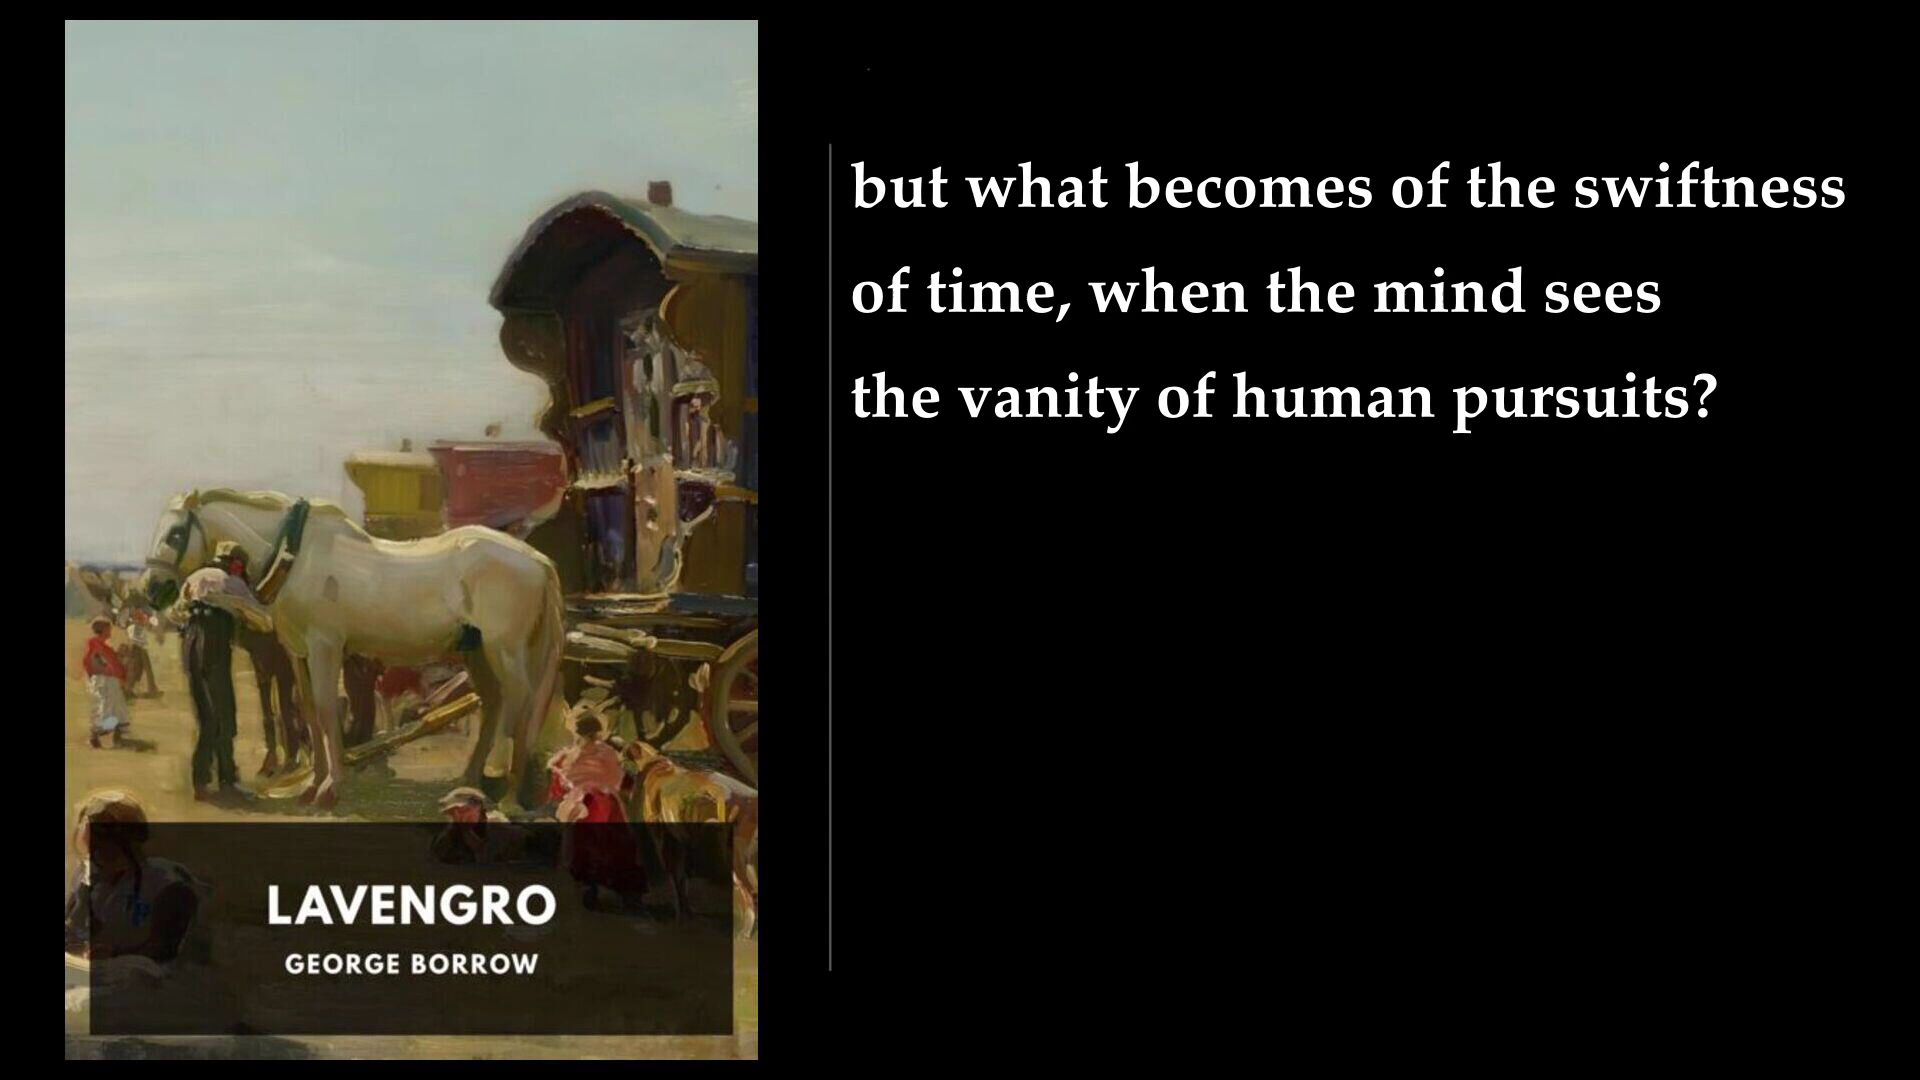 but what becomes of the swiftness
of time, when the mind sees
the vanity of human pursuits?
LAVENGRO
GEORGE BORROW